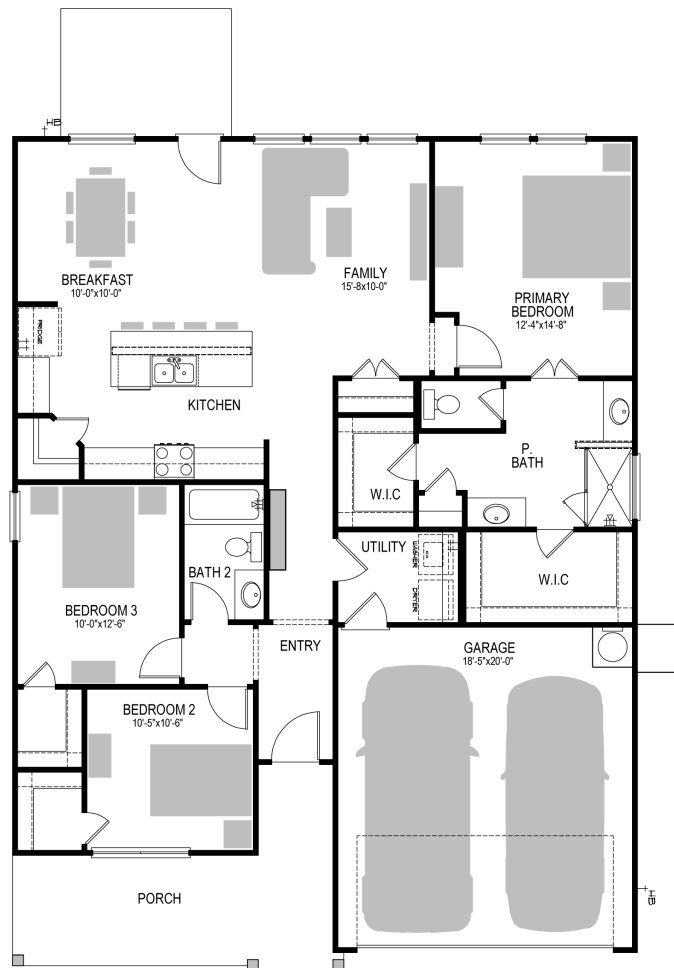 HB
BREAKFAST
10'-0"x10'-0"
FAMILY
15'-8x10-0"
PRIMARY
BEDROOM
12'-4"x14'-8"
FRIDGE
KITCHEN
P.
BATH
W.I.C
UTILITY
WASHER
DRYER
W.I.C
BATH 2
BEDROOM 3
10'-0"x12'-6"
ENTRY
GARAGE
18'-5"x20'-0"
BEDROOM 2
10'-5"x10'-6"
PORCH
HB